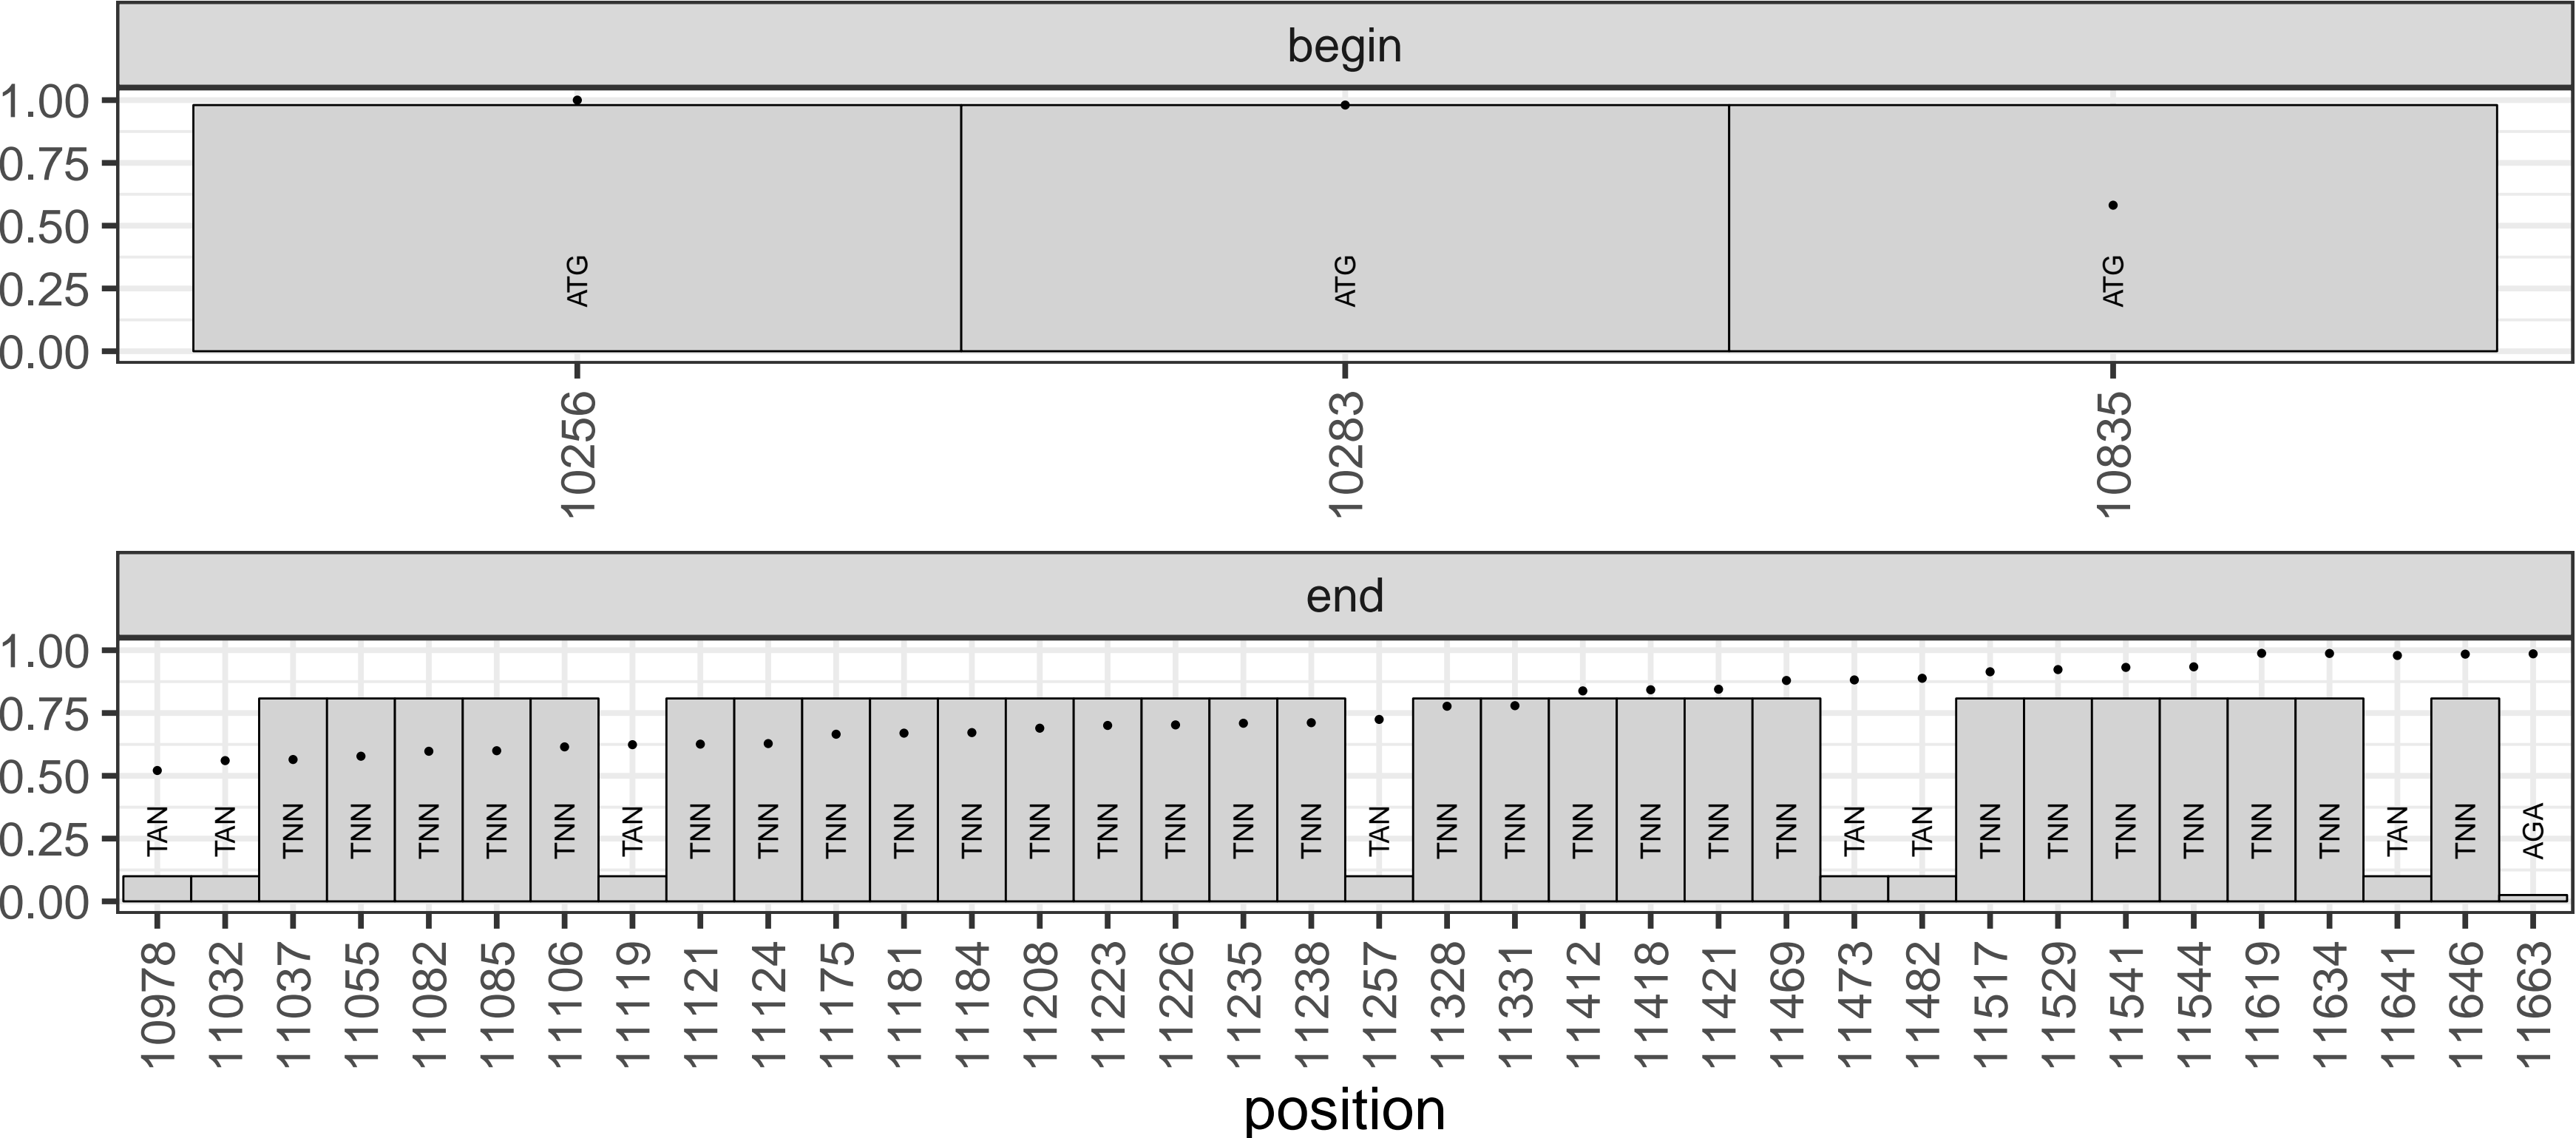 begin
1.00
0.75
0.50
0.25
0.00
ATG ATG ATG
10256 10283 10835
end
1.00
0.75
0.50
0.25
0.00
TAN TAN TNN TNN TNN TNN TNN TAN TNN TNN TNN TNN TNN TNN TNN TNN TNN TNN TAN TNN TNN TNN TNN TNN TNN TAN TAN TNN TNN TNN TNN TNN TNN TAN TNN AGA
10978 11032 11037 11055 11082 11085 11106 11119 11121 11124 11175 11181 11184 11208 11223 11226 11235 11238 11257 11328 11331 11412 11418 11421 11469 11473 11482 11517 11529 11541 11544 11619 11634 11641 11646 11663
position